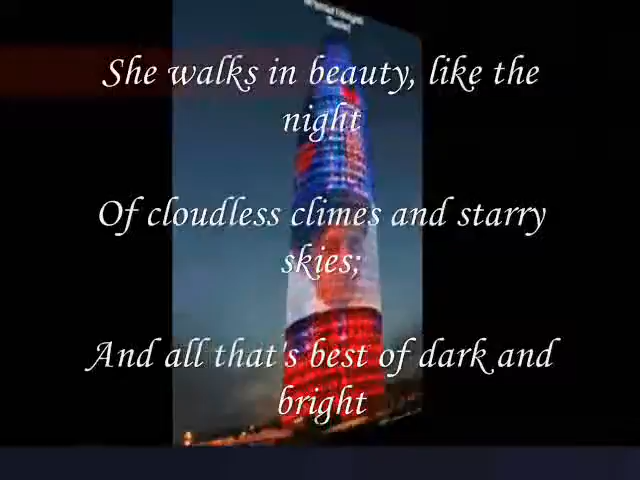 She walks in beauty, like the
night
Of cloudless climes and starry
skies;
And all that's best of dark and
bright